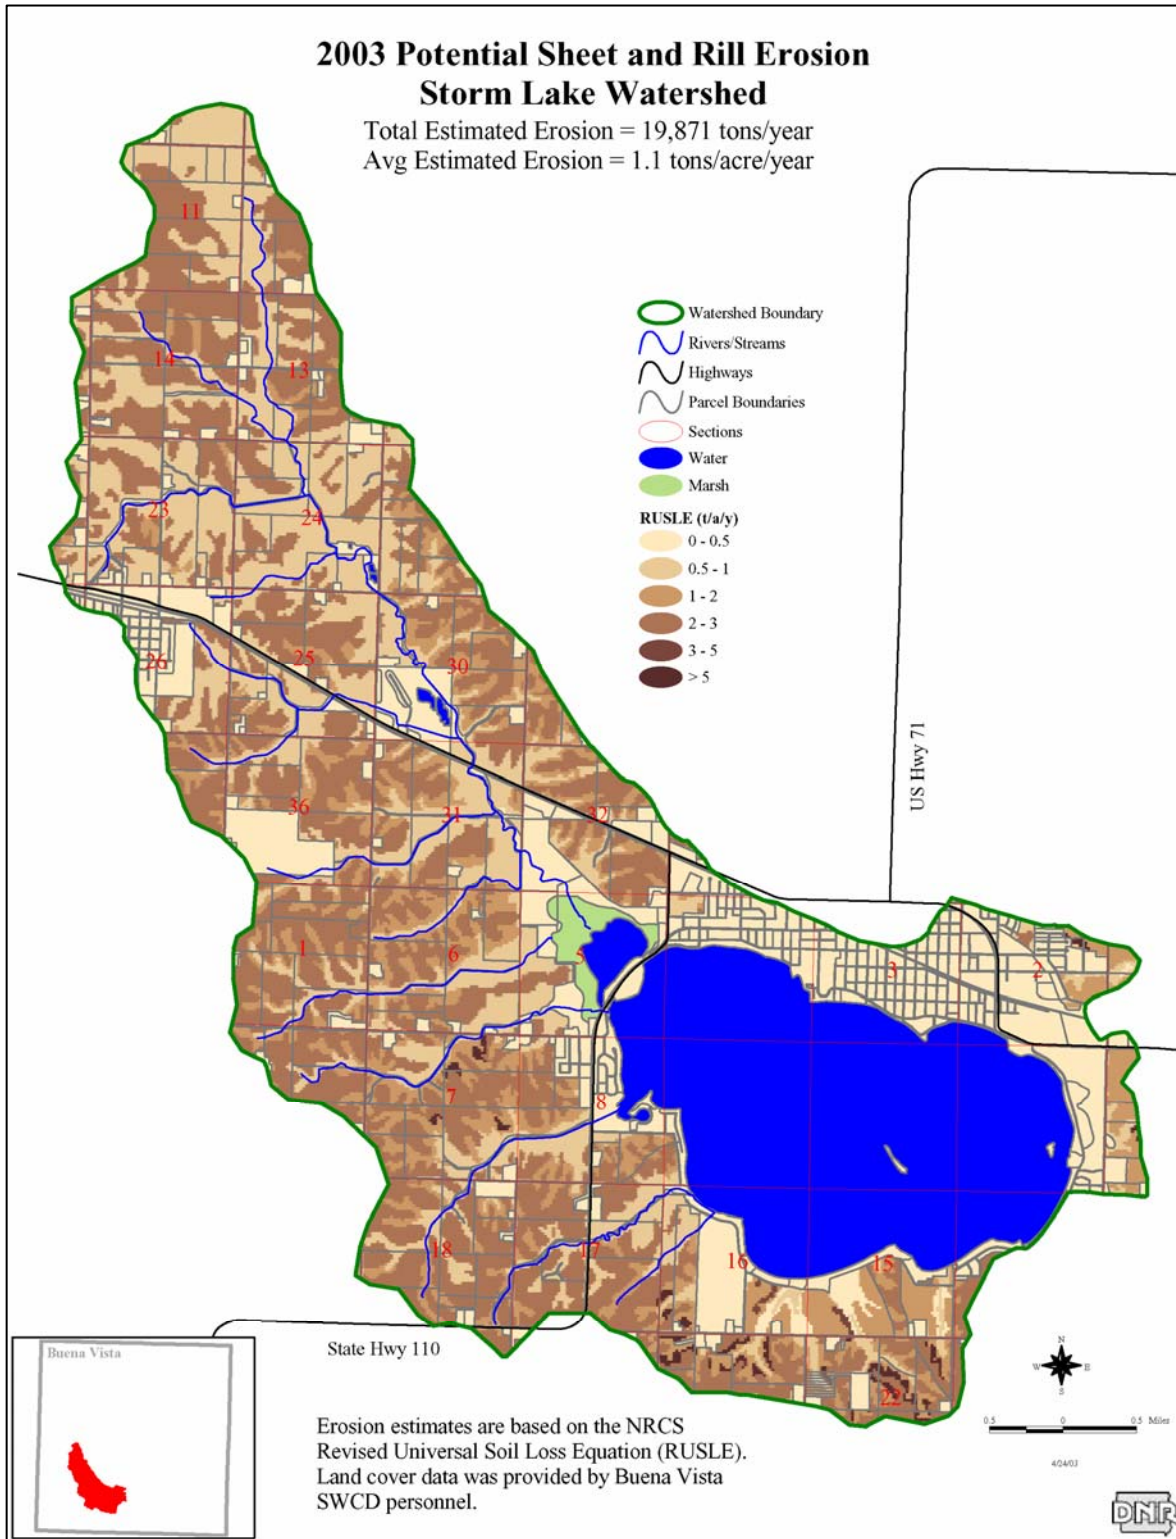 2003 Potential Sheet and Rill Erosion
Storm Lake Watershed
Total Estimated Erosion = 19,871 tons/year
Avg Estimated Erosion = 1.1 tons/acre/year
11
14
13
23
24
26
25
30
36
31
32
1
6
5
3
2
7
8
18
17
16
15
22
Watershed Boundary
Rivers/Streams
Highways
Parcel Boundaries
Sections
Water
Marsh
RUSLE (t/a/y)
0 - 0.5
0.5 - 1
1 - 2
2 - 3
3 - 5
> 5
US Hwy 71
State Hwy 110
Buena Vista
Erosion estimates are based on the NRCS
Revised Universal Soil Loss Equation (RUSLE).
Land cover data was provided by Buena Vista
SWCD personnel.
N
W E
S
0.5 0 0.5 Miles
4/24/03
DNR